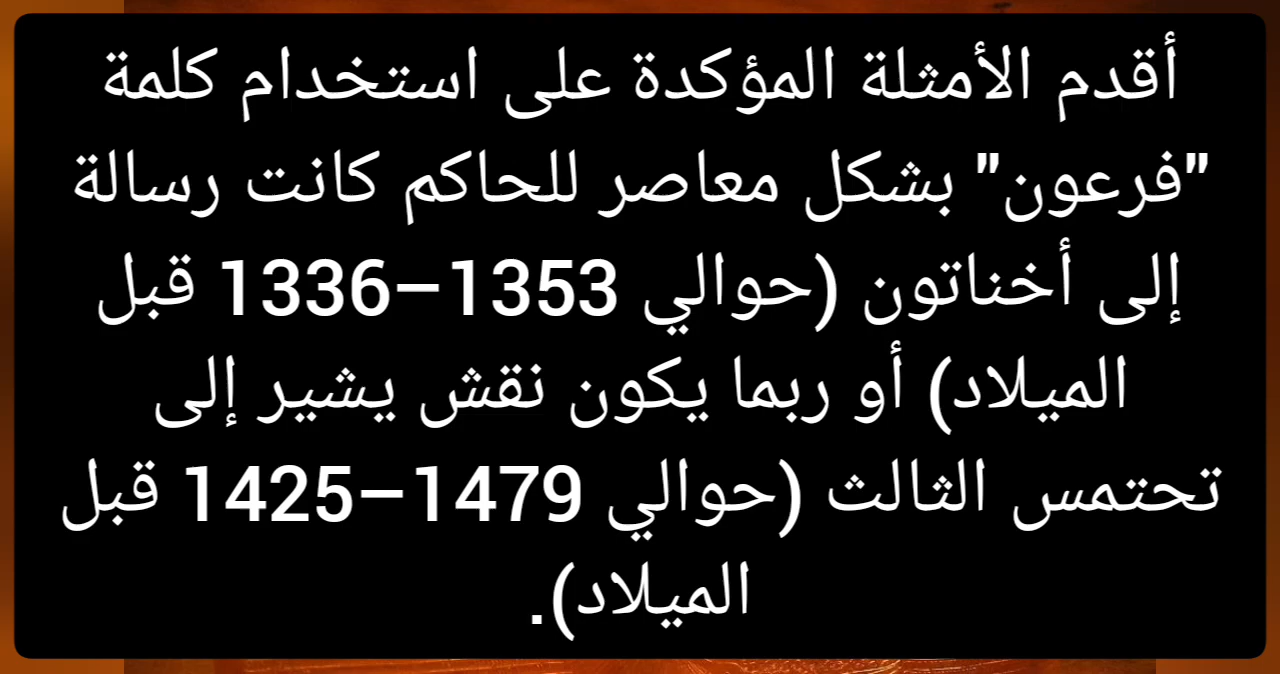 أقدم الأمثلة المؤكدة على استخدام كلمة
"فرعون" بشكل معاصر للحاكم كانت رسالة
إلى أخناتون (حوالي 1353–1336 قبل
الميلاد) أو ربما يكون نقش يشير إلى
تحتمس الثالث (حوالي 1479–1425 قبل
الميلاد).